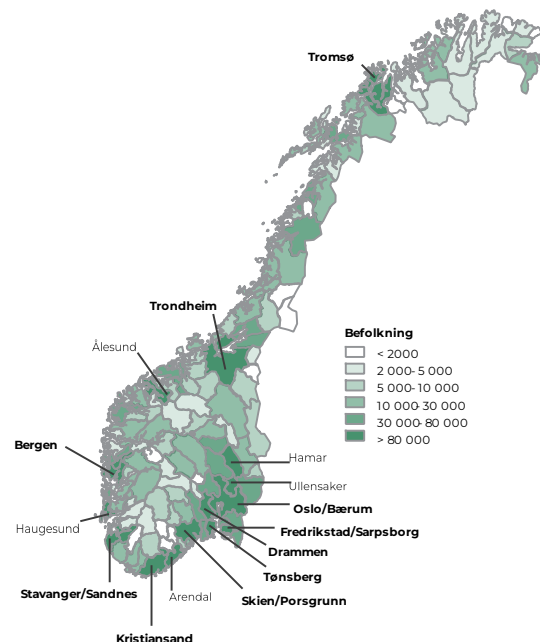 Tromsø
Trondheim
Ålesund
Befolkning
< 2000
2 000- 5 000
5 000- 10 000
10 000- 30 000
30 000- 80 000
> 80 000
Bergen
Hamar
Ullensaker
Oslo/Bærum
Haugesund
Fredrikstad/Sarpsborg
Drammen
Tønsberg
Stavanger/Sandnes
Arendal
Skien/Porsgrunn
Kristiansand